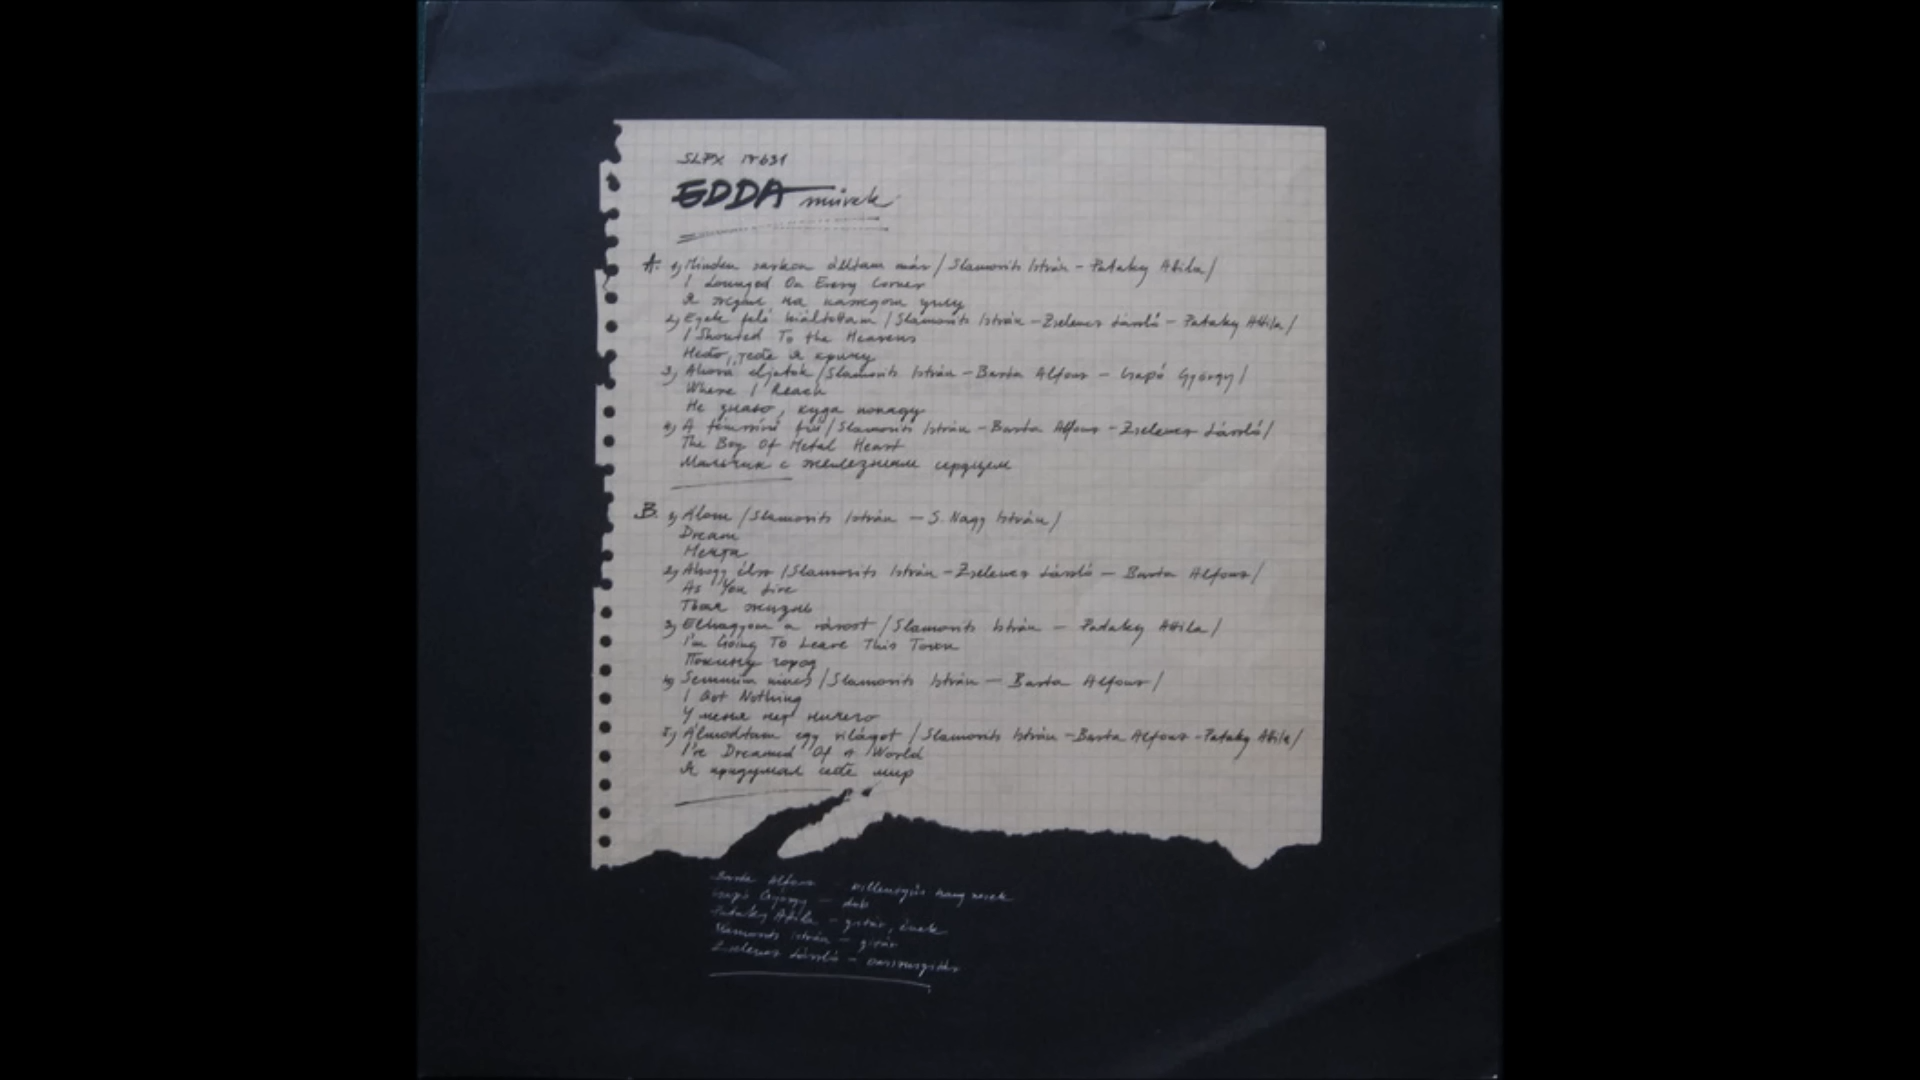 SLPX 17631
EDDA művek
A. 1) Minden sarkon álltam már / Slamovits István – Pataky Attila /
I Lounged On Every Corner
Я ждал на каждом углу
2) Egek felé kiáltottam / Slamovits István – Zselencz László – Pataky Attila /
I Shouted To the Heavens
Небо, тебе я кричу
3) Ahová eljutok / Slamovits István – Barta Alfonz – Csapó György /
Where I Reach
Не знаю, куда попаду
4) A fémszívű fiú / Slamovits István – Barta Alfonz – Zselencz László /
The Boy Of Metal Heart
Мальчик с железным сердцем
B. 1) Álom / Slamovits István – S. Nagy István /
Dream
Мечта
2) Ahogy élsz / Slamovits István – Zselencz László – Barta Alfonz /
As You Live
Твоя жизнь
3) Elhagyom a várost / Slamovits István – Pataky Attila /
I'm Going To Leave This Town
Покину город
4) Semmim nincs / Slamovits István – Barta Alfonz /
I Got Nothing
У меня нет ничего
5) Álmodtam egy világot / Slamovits István – Barta Alfonz – Pataky Attila /
I've Dreamed Of A World
Я придумал себе мир
Barta Alfonz – billentyűs hangszerek
Csapó György – dob
Pataky Attila – gitár, ének
Slamovits István – gitár
Zselencz László – basszusgitár